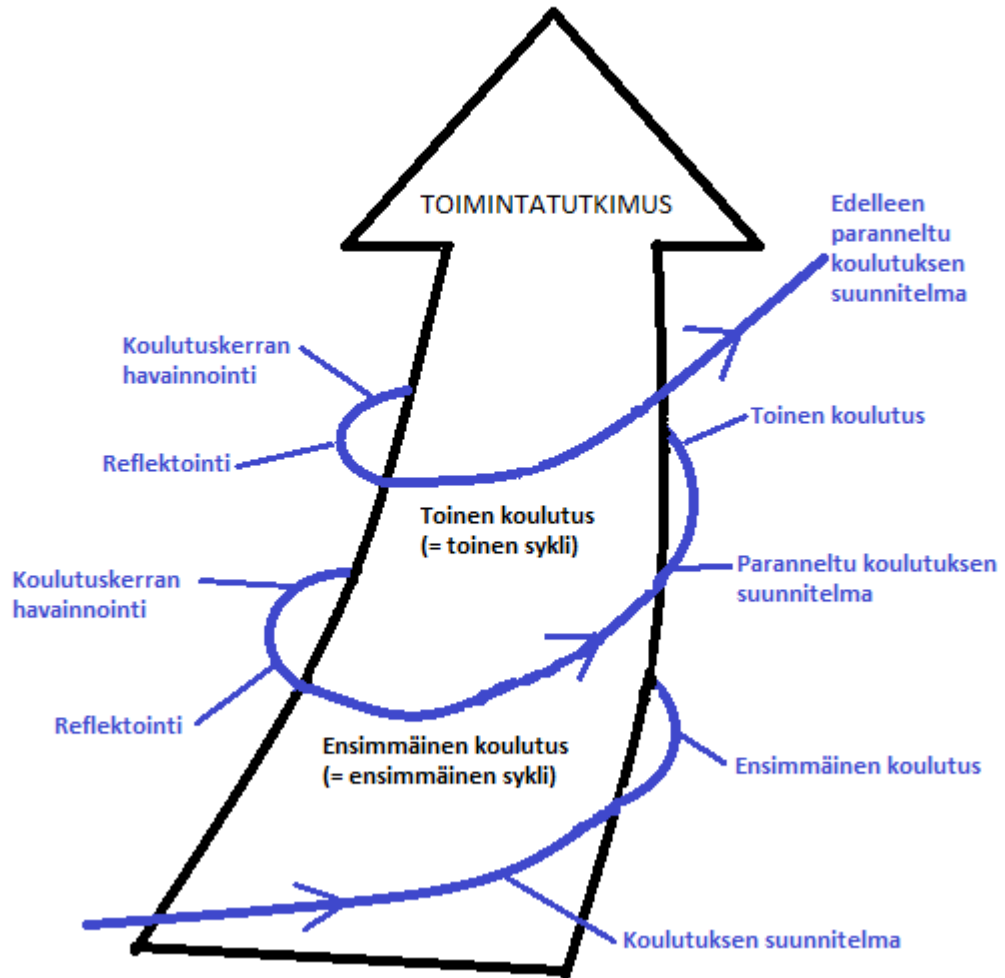 TOIMINTATUTKIMUS
Edelleen
paranneltu
koulutuksen
suunnitelma
Koulutuskerran
havainnointi
Toinen koulutus
Reflektointi
Toinen koulutus
(= toinen sykli)
Koulutuskerran
havainnointi
Paranneltu koulutuksen
suunnitelma
Reflektointi
Ensimmäinen koulutus
(= ensimmäinen sykli)
Ensimmäinen koulutus
Koulutuksen suunnitelma